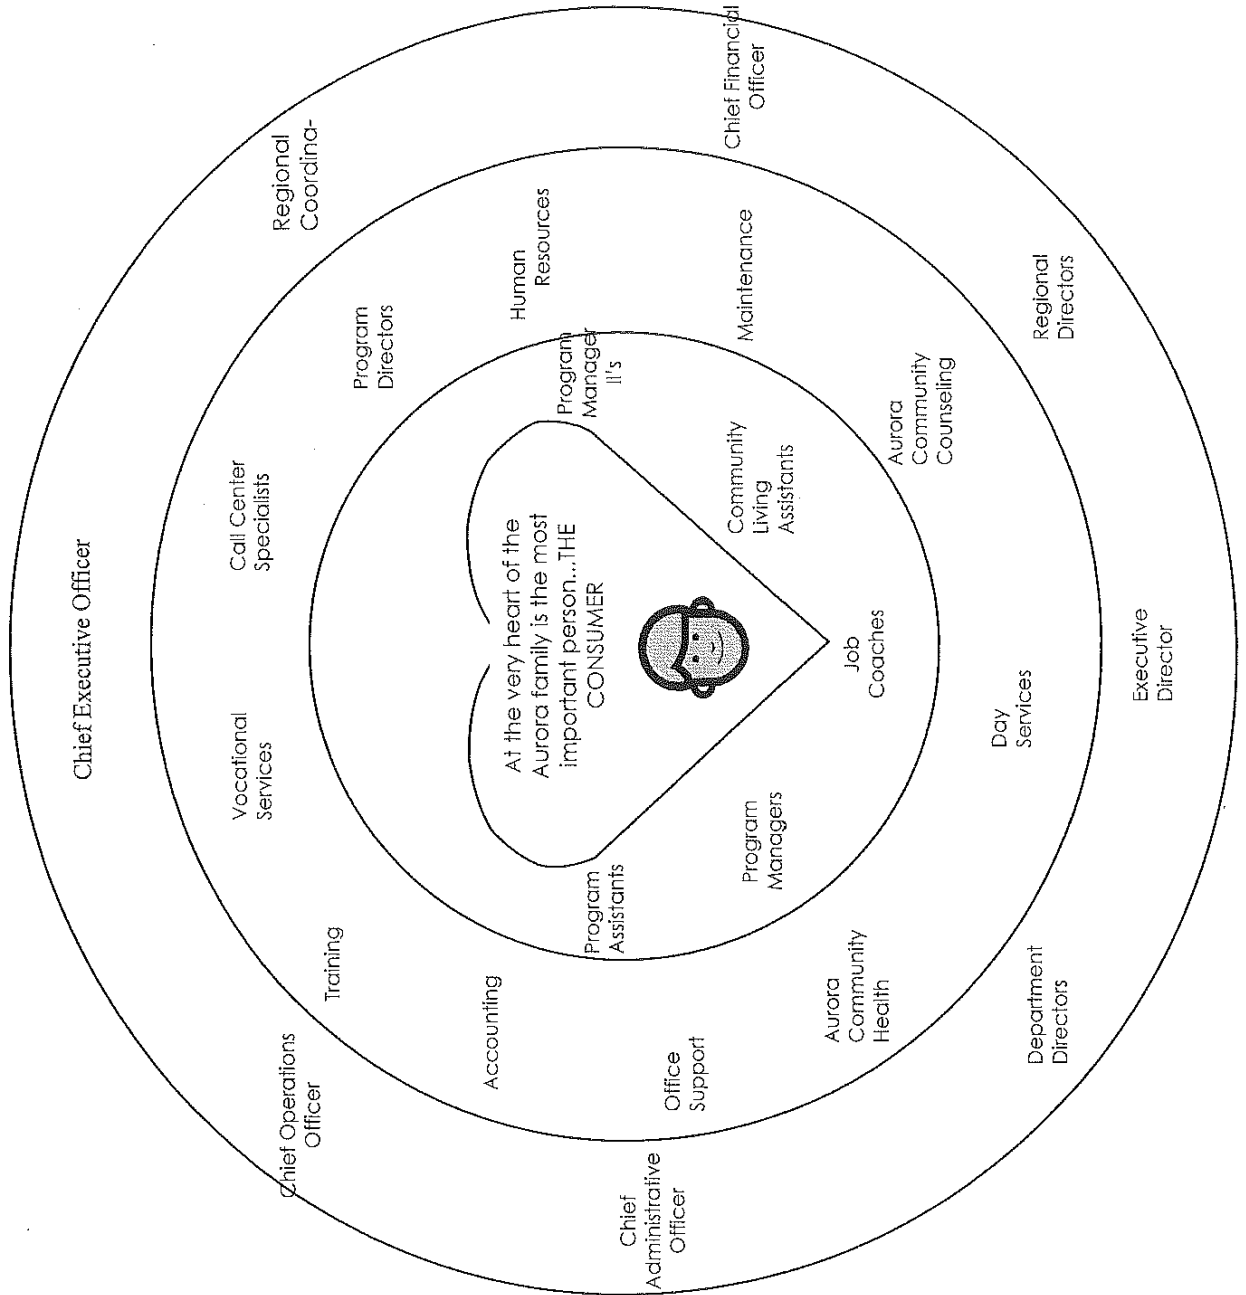 Chief Executive Officer
Chief Operations
Officer
Regional
Coordina-
Vocational
Services
Call Center
Specialists
Training
Program
Directors
Accounting
Human
Resources
At the very heart of the
Aurora family is the most
important person...THE
CONSUMER
Program
Assistants
Program
Manager
II's
Chief
Administrative
Officer
Office
Support
Chief Financial
Officer
Maintenance
Program
Managers
Community
Living
Assistants
Job
Coaches
Aurora
Community
Health
Aurora
Community
Counseling
Day
Services
Department
Directors
Regional
Directors
Executive
Director